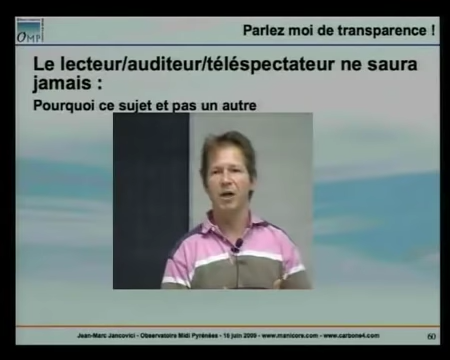 OMP
Parlez moi de transparence !
Le lecteur/auditeur/téléspectateur ne saura
jamais :
Pourquoi ce sujet et pas un autre
Jean-Marc Jancovici - Observatoire Midi Pyrénées - 16 juin 2009 - www.manicore.com - www.carbone4.com
60